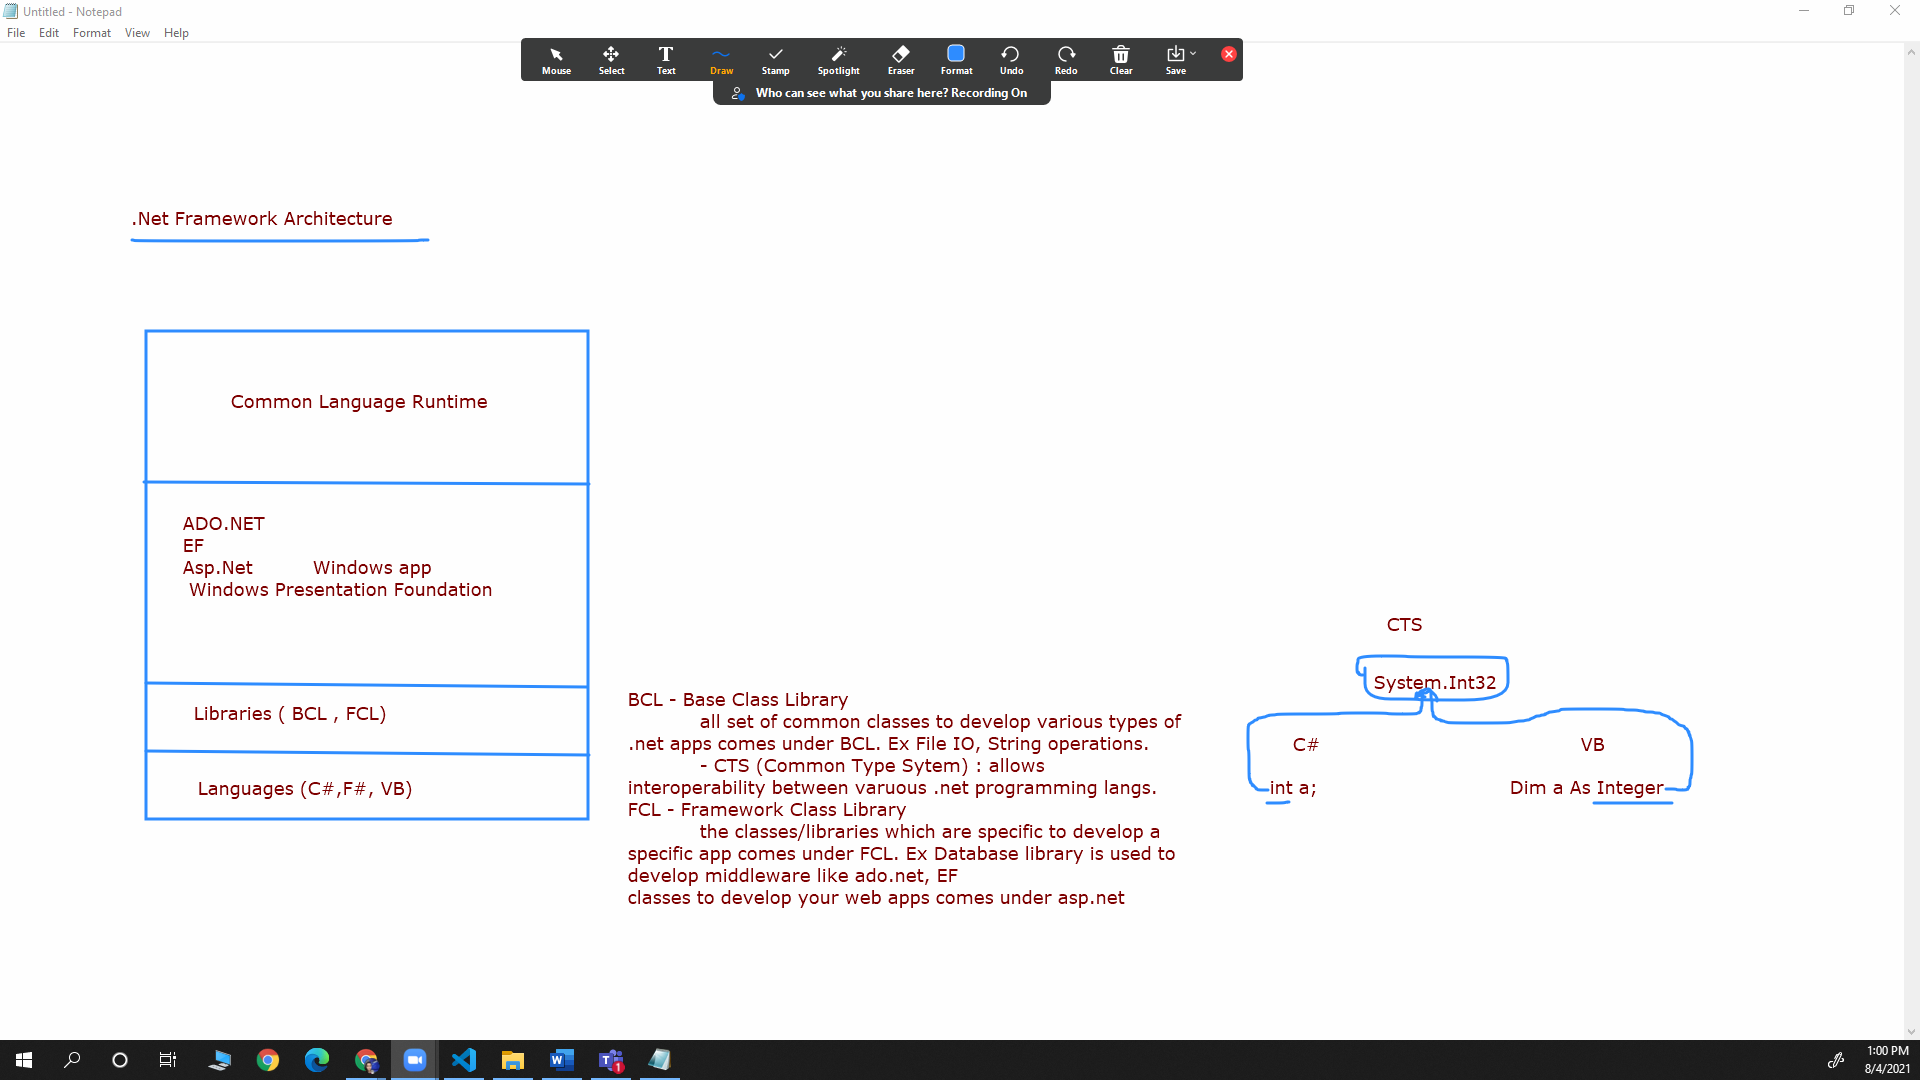 Untitled - Notepad
File Edit Format View Help
Mouse Select Text Draw Stamp Spotlight Eraser Format Undo Redo Clear Save
Who can see what you share here? Recording On
.Net Framework Architecture
Common Language Runtime
ADO.NET
EF
Asp.Net Windows app
Windows Presentation Foundation
Libraries ( BCL , FCL)
Languages (C#,F#, VB)
BCL - Base Class Library
all set of common classes to develop various types of
.net apps comes under BCL. Ex File IO, String operations.
- CTS (Common Type Sytem) : allows
interoperability between varuous .net programming langs.
FCL - Framework Class Library
the classes/libraries which are specific to develop a
specific app comes under FCL. Ex Database library is used to
develop middleware like ado.net, EF
classes to develop your web apps comes under asp.net
CTS
System.Int32
C# VB
int a; Dim a As Integer
1:00 PM
8/4/2021